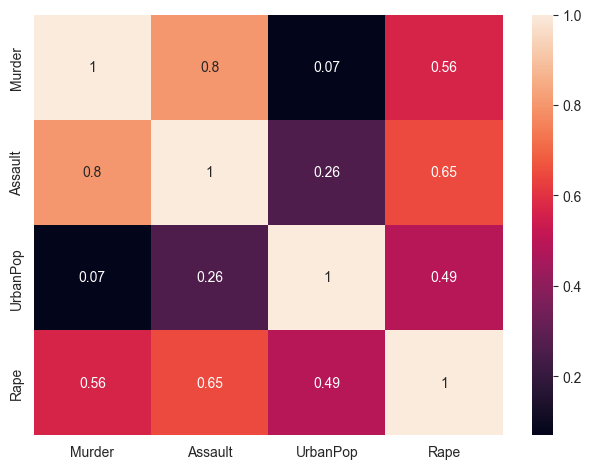 Murder 1 0.8 0.07 0.56
Assault 0.8 1 0.26 0.65
UrbanPop 0.07 0.26 1 0.49
Rape 0.56 0.65 0.49 1
Murder Assault UrbanPop Rape
1.0
0.8
0.6
0.4
0.2